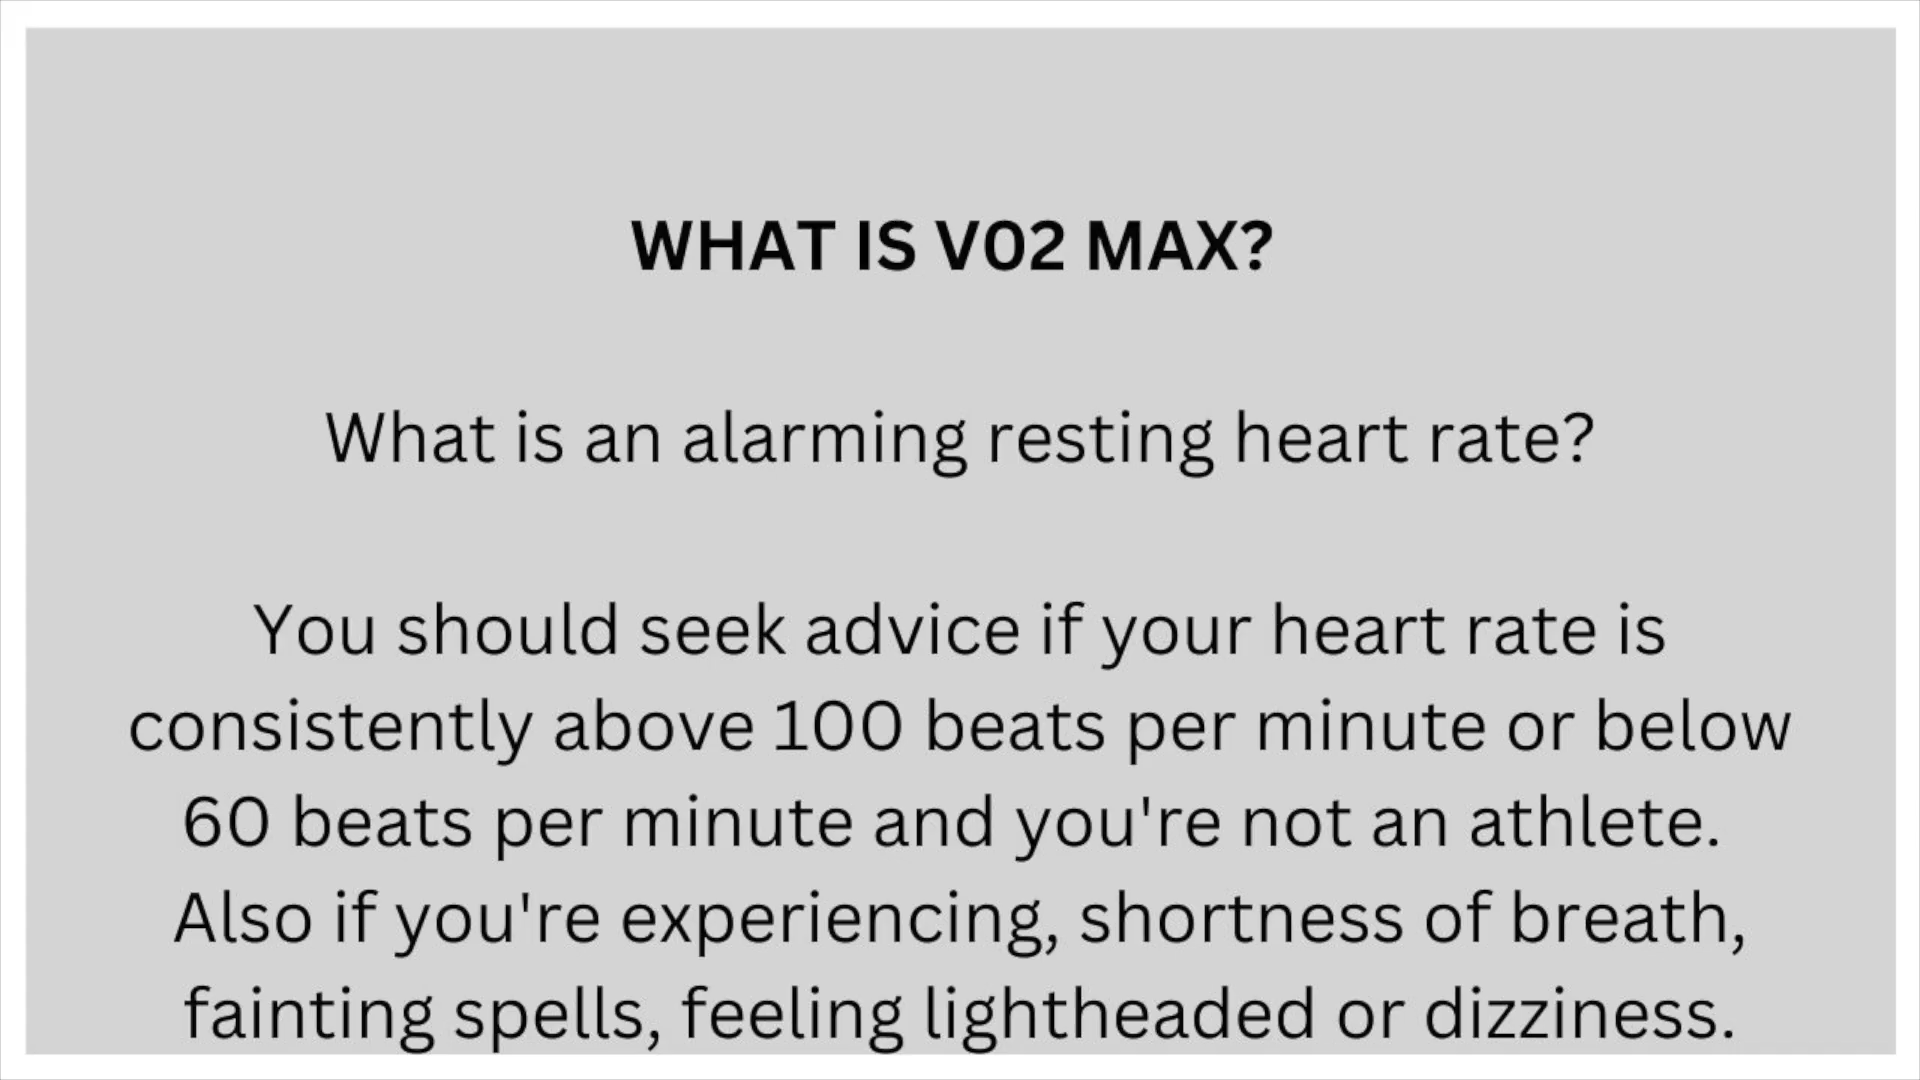 WHAT IS V02 MAX?
What is an alarming resting heart rate?
You should seek advice if your heart rate is
consistently above 100 beats per minute or below
60 beats per minute and you're not an athlete.
Also if you're experiencing, shortness of breath,
fainting spells, feeling lightheaded or dizziness.